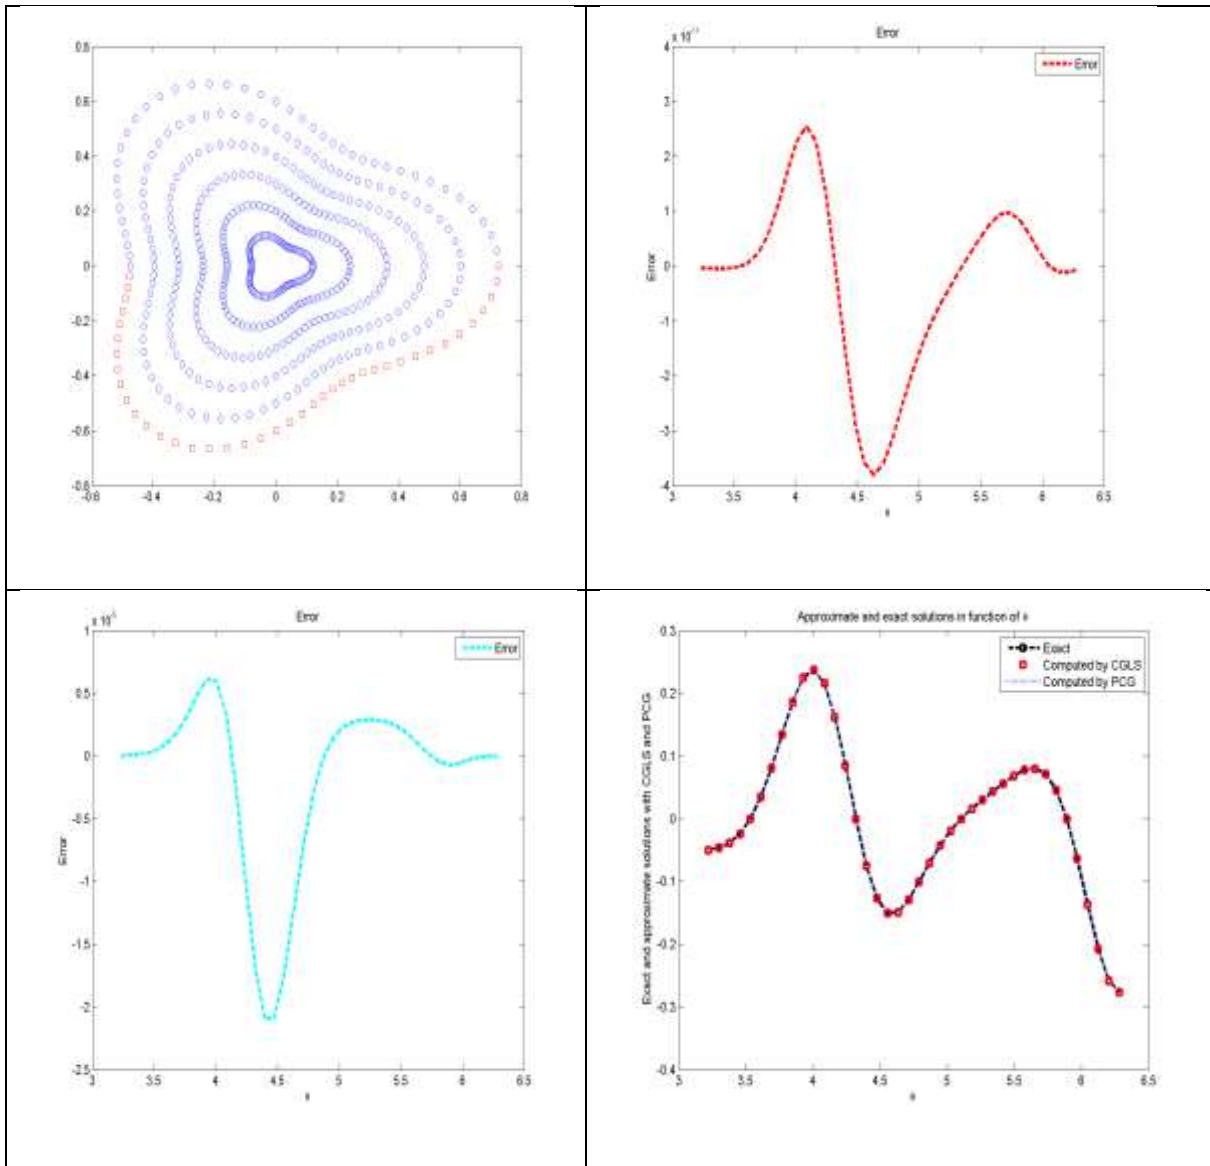 0.8
0.6
0.4
0.2
0
-0.2
-0.4
-0.6
-0.8
-0.6 -0.4 -0.2 0 0.2 0.4 0.6 0.8
Error
Error
4
3
2
1
0
-1
-2
-3
-4
Error
3 3.5 4 4.5 5 5.5 6 6.5
Error
Error
1
0.5
0
-0.5
-1
-1.5
-2
-2.5
Error
3 3.5 4 4.5 5 5.5 6 6.5
Approximate and exact solutions in function of
Exact
Computed by CGLS
Computed by PCG
0.3
0.2
0.1
0
-0.1
-0.2
-0.3
-0.4
Exact and approximate solutions with CGLS and PCG
3 3.5 4 4.5 5 5.5 6 6.5